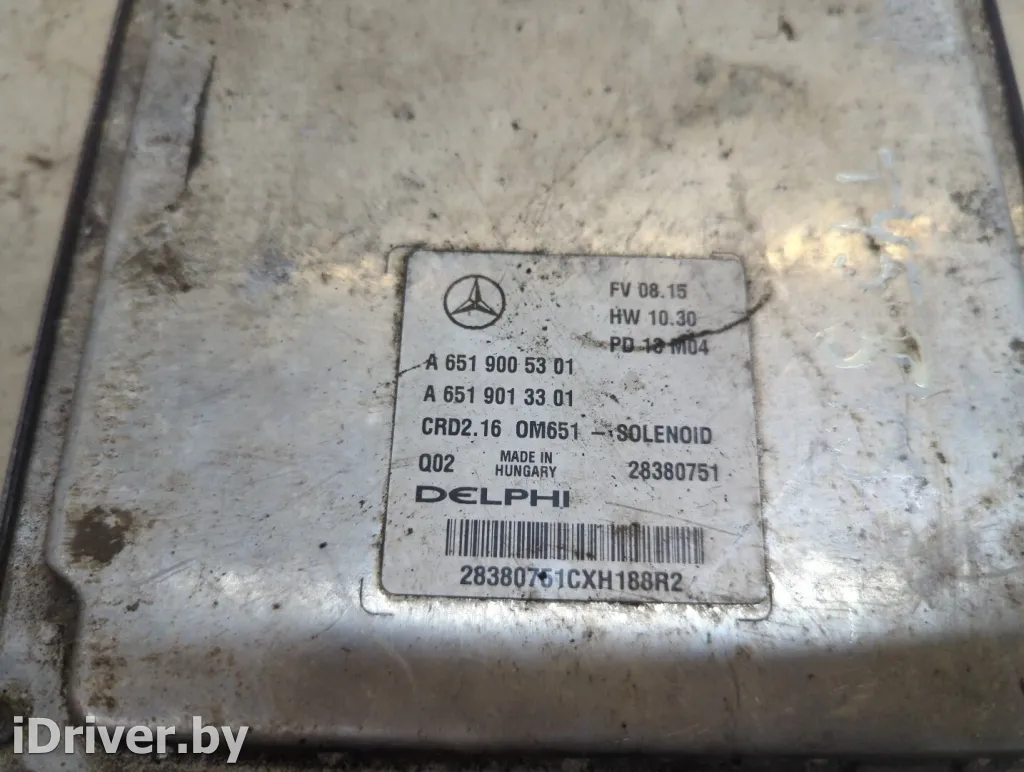 FV 08.15
HW 10.30
PD 13 M04
A 651 900 53 01
A 651 901 33 01
CRD2.16 OM651 - SOLENOID
Q02 MADE IN HUNGARY 28380751
DELPHI
28380751CXH188R2
iDriver.by